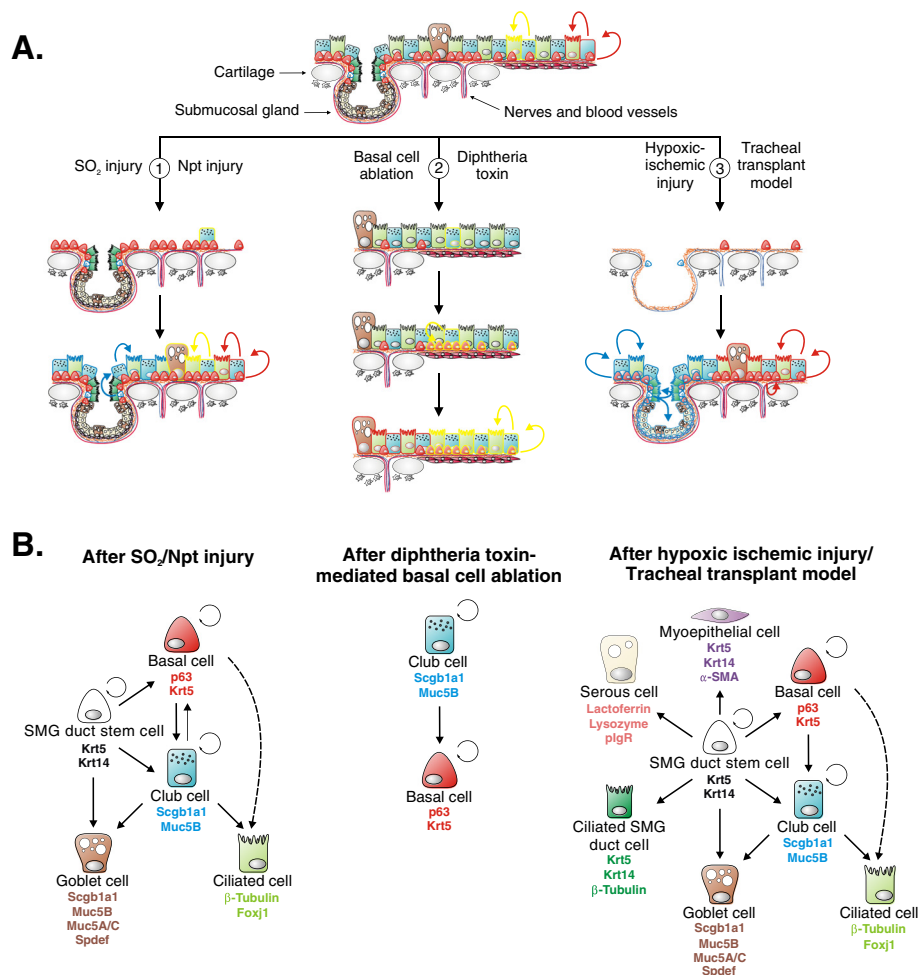 A.
Cartilage
Submucosal gland
Nerves and blood vessels
SO₂ injury 1 Npt injury
Basal cell ablation 2 Diphtheria toxin
Hypoxic-ischemic injury 3 Tracheal transplant model
B.
After SO₂/Npt injury
Basal cell
p63
Krt5
SMG duct stem cell
Krt5
Krt14
Club cell
Scgb1a1
Muc5B
Goblet cell
Scgb1a1
Muc5B
Muc5A/C
Spdef
Ciliated cell
β-Tubulin
Foxj1
After diphtheria toxin-
mediated basal cell ablation
Club cell
Scgb1a1
Muc5B
Basal cell
p63
Krt5
After hypoxic ischemic injury/
Tracheal transplant model
Myoepithelial cell
Krt5
Krt14
α-SMA
Serous cell
Lactoferrin
Lysozyme
pIgR
Basal cell
p63
Krt5
SMG duct stem cell
Krt5
Krt14
Ciliated SMG
duct cell
Krt5
Krt14
β-Tubulin
Club cell
Scgb1a1
Muc5B
Goblet cell
Scgb1a1
Muc5B
Muc5A/C
Spdef
Ciliated cell
β-Tubulin
Foxj1